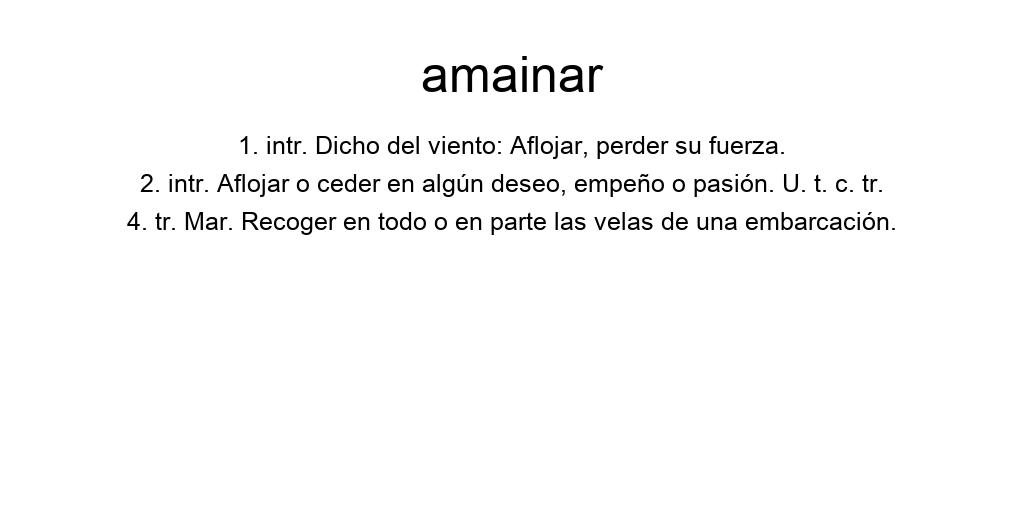 amainar
1. intr. Dicho del viento: Aflojar, perder su fuerza.
2. intr. Aflojar o ceder en algún deseo, empeño o pasión. U. t. c. tr.
4. tr. Mar. Recoger en todo o en parte las velas de una embarcación.